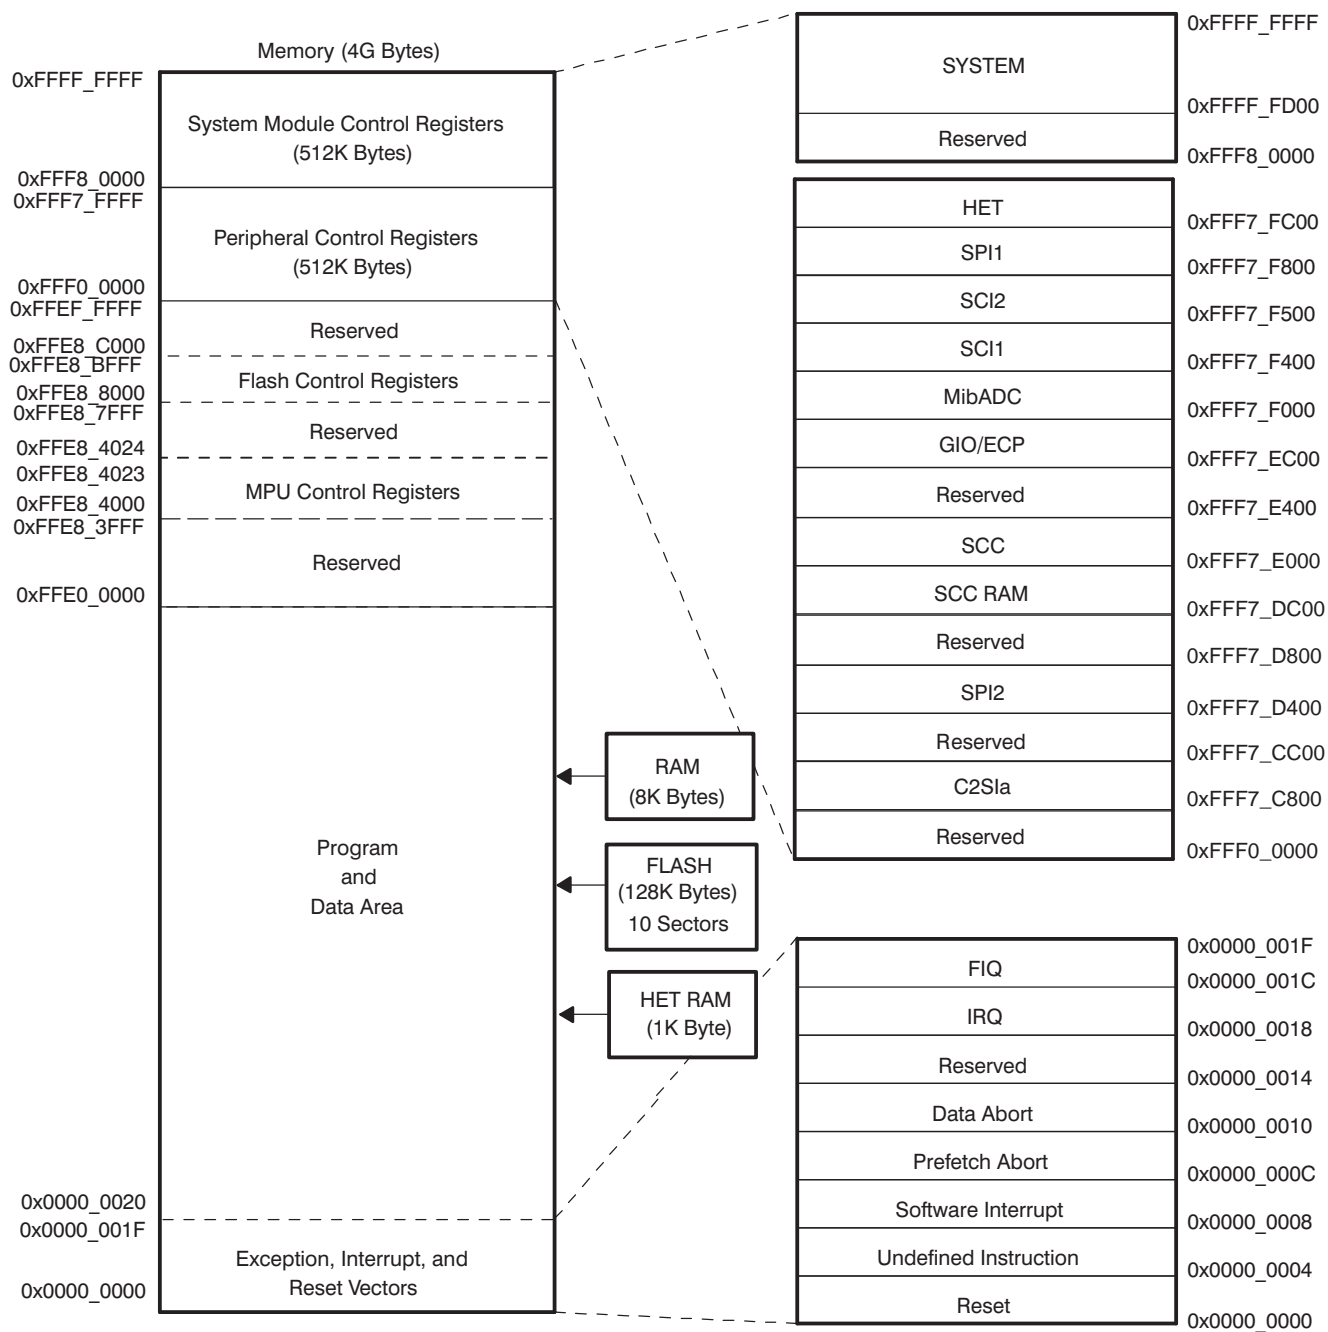 Memory (4G Bytes)
0xFFFF_FFFF
System Module Control Registers
(512K Bytes)
0xFFF8_0000
0xFFF7_FFFF
Peripheral Control Registers
(512K Bytes)
0xFFF0_0000
0xFFEF_FFFF
Reserved
0xFFE8_C000
0xFFE8_BFFF
Flash Control Registers
0xFFE8_8000
0xFFE8_7FFF
Reserved
0xFFE8_4024
0xFFE8_4023
MPU Control Registers
0xFFE8_4000
0xFFE8_3FFF
Reserved
0xFFE0_0000
Program
and
Data Area
0x0000_0020
0x0000_001F
Exception, Interrupt, and
Reset Vectors
0x0000_0000
RAM
(8K Bytes)
FLASH
(128K Bytes)
10 Sectors
HET RAM
(1K Byte)
0xFFFF_FFFF
SYSTEM
0xFFFF_FD00
Reserved
0xFFF8_0000
HET
0xFFF7_FC00
SPI1
0xFFF7_F800
SCI2
0xFFF7_F500
SCI1
0xFFF7_F400
MibADC
0xFFF7_F000
GIO/ECP
0xFFF7_EC00
Reserved
0xFFF7_E400
SCC
0xFFF7_E000
SCC RAM
0xFFF7_DC00
Reserved
0xFFF7_D800
SPI2
0xFFF7_D400
Reserved
0xFFF7_CC00
C2SIa
0xFFF7_C800
Reserved
0xFFF0_0000
0x0000_001F
FIQ
0x0000_001C
IRQ
0x0000_0018
Reserved
0x0000_0014
Data Abort
0x0000_0010
Prefetch Abort
0x0000_000C
Software Interrupt
0x0000_0008
Undefined Instruction
0x0000_0004
Reset
0x0000_0000